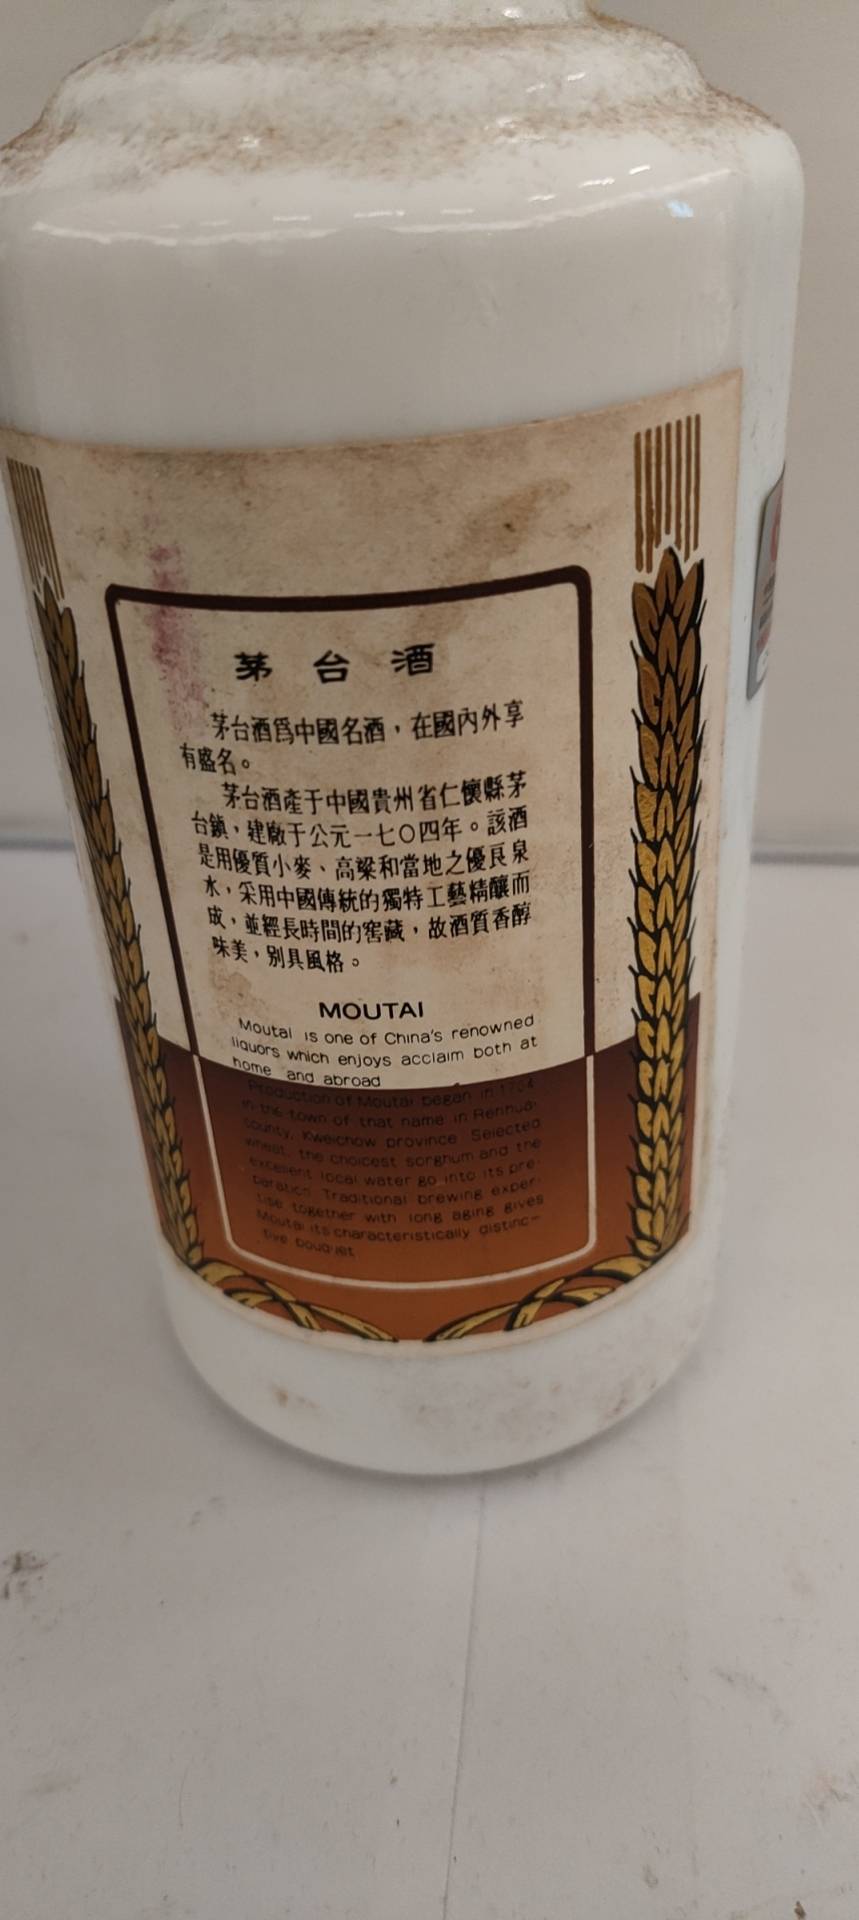 茅台酒
茅台酒爲中國名酒，在國內外享
有盛名。
茅台酒產于中國貴州省仁懷縣茅
台鎮，建廠于公元一七〇四年。該酒
是用優質小麥、高粱和當地之優良泉
水，采用中國傳統的獨特工藝精釀而
成，並經長時間的窖藏，故酒質香醇
味美，別具風格。
MOUTAI
Moutai is one of China's renowned
liquors which enjoys acclaim both at
home and abroad
Production of Moutai began in 1704
in the town of that name in Renhuai
county, Kweichow province Selected
wheat, the choicest sorghum and the
excellent local water go into its pre-
paration Traditional brewing exper-
tise together with long aging gives
Moutai its characteristically distinc-
tive bouquet